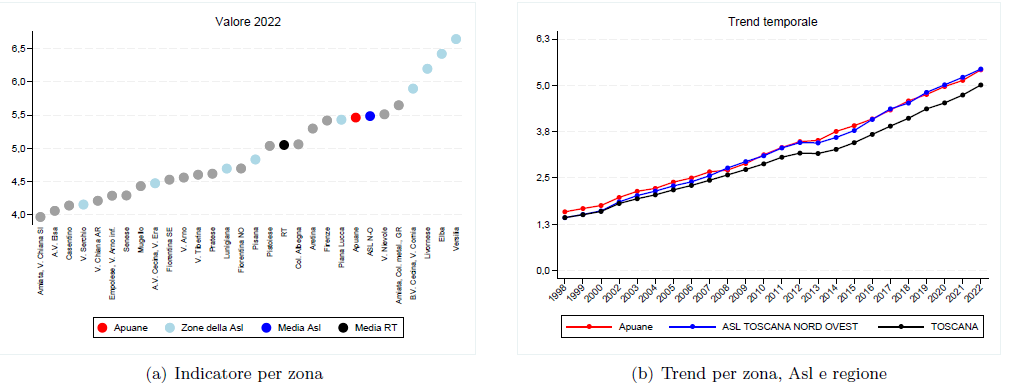 Valore 2022
6,5
6,0
5,5
5,0
4,5
4,0
Amiata, V. Chiana SI
A.V. Elsa
Casentino
V. Serchio
V. Chiana AR
Empolese, V. Arno inf.
Senese
Mugello
A.V. Cecina, V. Era
Fiorentina SE
V. Arno
V. Tiberina
Pratese
Lunigiana
Fiorentina NO
Pisana
Pistoiese
RT
Col. Albegna
Aretina
Firenze
Piana Lucca
Apuane
ASL N-O
V. Nievole
Amiata, Col. metall., GR
B.V. Cecina, V. Cornia
Livornese
Elba
Versilia
Apuane Zone della Asl Media Asl Media RT
(a) Indicatore per zona
Trend temporale
6,3
5,0
3,8
2,5
1,3
0,0
1998 1999 2000 2002 2003 2004 2005 2006 2007 2008 2009 2010 2011 2012 2013 2014 2015 2016 2017 2018 2019 2020 2021 2022
Apuane ASL TOSCANA NORD OVEST TOSCANA
(b) Trend per zona, Asl e regione